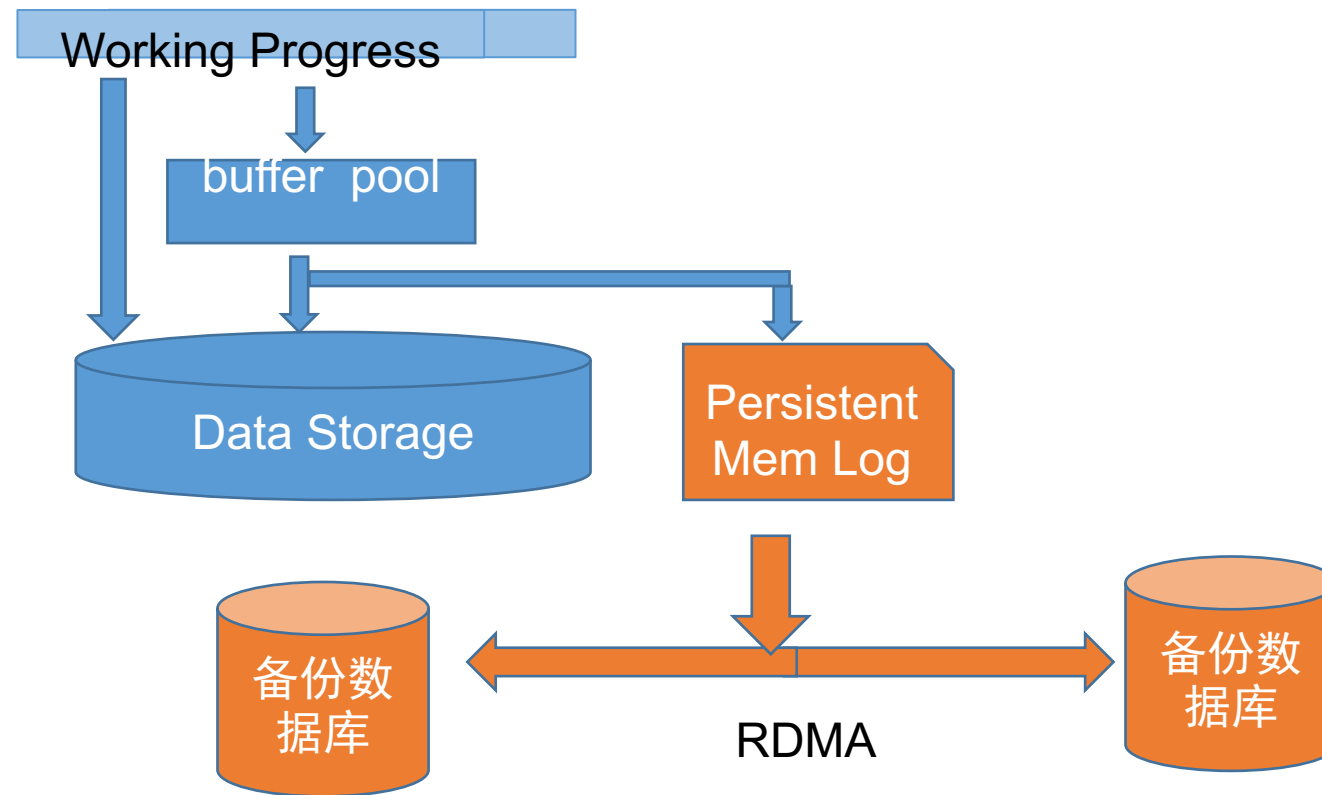 Working Progress
buffer pool
Data Storage
Persistent
Mem Log
备份数
据库
RDMA
备份数
据库